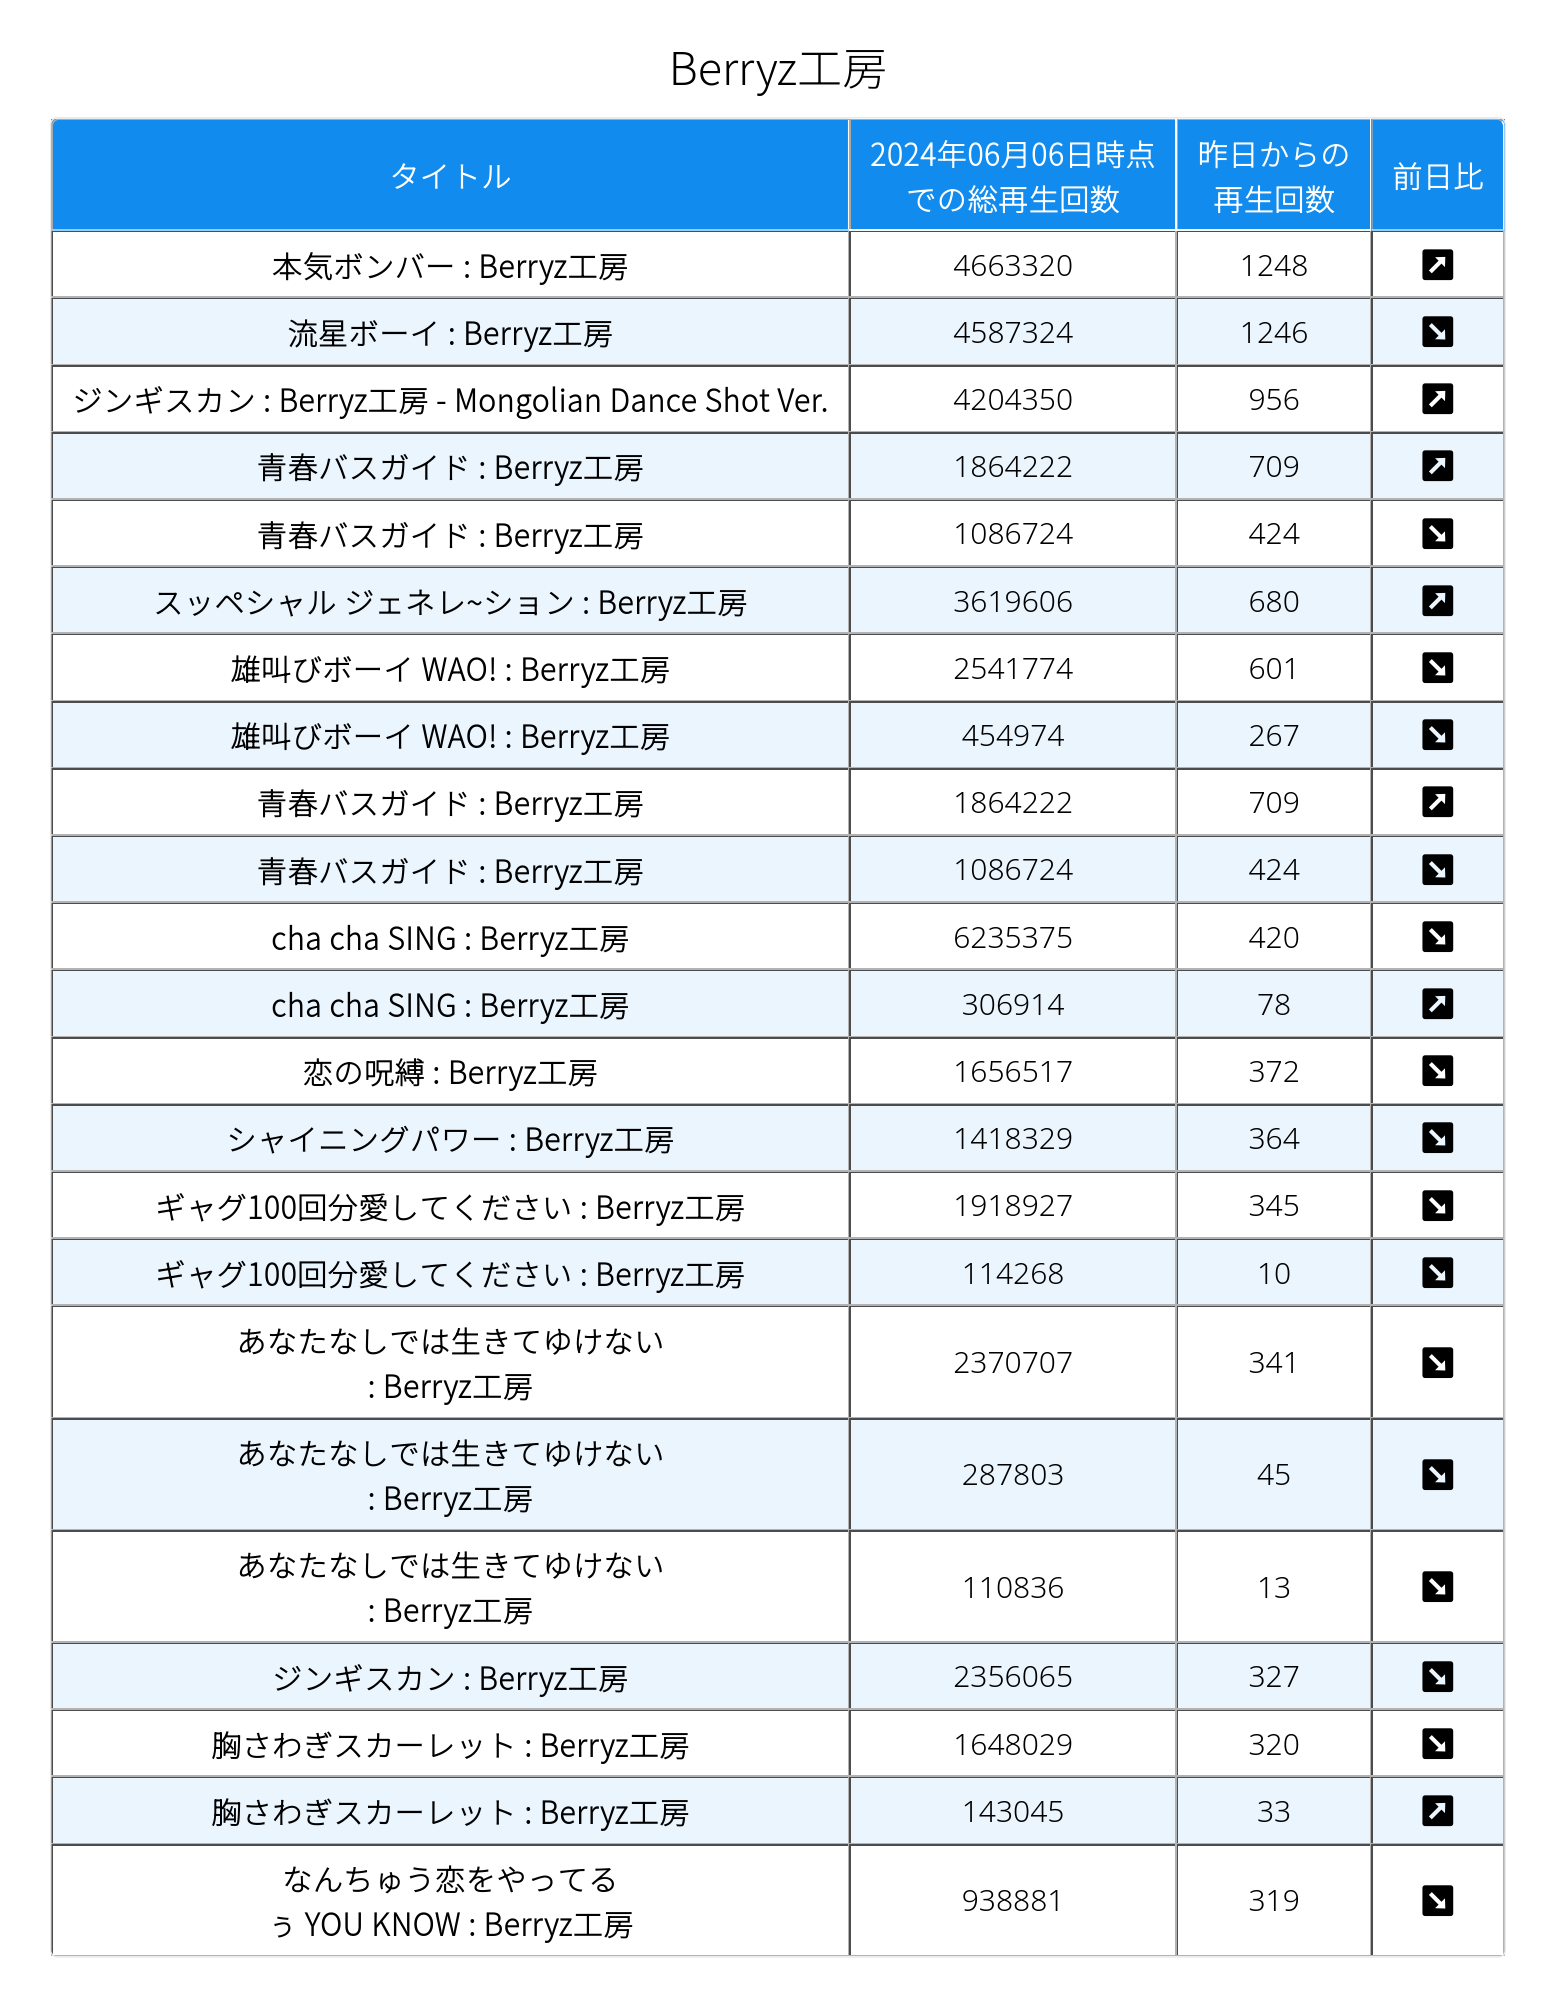 Berryz工房
タイトル 2024年06月06日時点 昨日からの 前日比
での総再生回数 再生回数
本気ボンバー : Berryz工房 4663320 1248
流星ボーイ : Berryz工房 4587324 1246
ジンギスカン : Berryz工房 - Mongolian Dance Shot Ver. 4204350 956
青春バスガイド : Berryz工房 1864222 709
青春バスガイド : Berryz工房 1086724 424
スッペシャル ジェネレ~ション : Berryz工房 3619606 680
雄叫びボーイ WAO! : Berryz工房 2541774 601
雄叫びボーイ WAO! : Berryz工房 454974 267
青春バスガイド : Berryz工房 1864222 709
青春バスガイド : Berryz工房 1086724 424
cha cha SING : Berryz工房 6235375 420
cha cha SING : Berryz工房 306914 78
恋の呪縛 : Berryz工房 1656517 372
シャイニングパワー : Berryz工房 1418329 364
ギャグ100回分愛してください : Berryz工房 1918927 345
ギャグ100回分愛してください : Berryz工房 114268 10
あなたなしでは生きてゆけない
: Berryz工房 2370707 341
あなたなしでは生きてゆけない
: Berryz工房 287803 45
あなたなしでは生きてゆけない
: Berryz工房 110836 13
ジンギスカン : Berryz工房 2356065 327
胸さわぎスカーレット : Berryz工房 1648029 320
胸さわぎスカーレット : Berryz工房 143045 33
なんちゅう恋をやってる
ぅ YOU KNOW : Berryz工房 938881 319